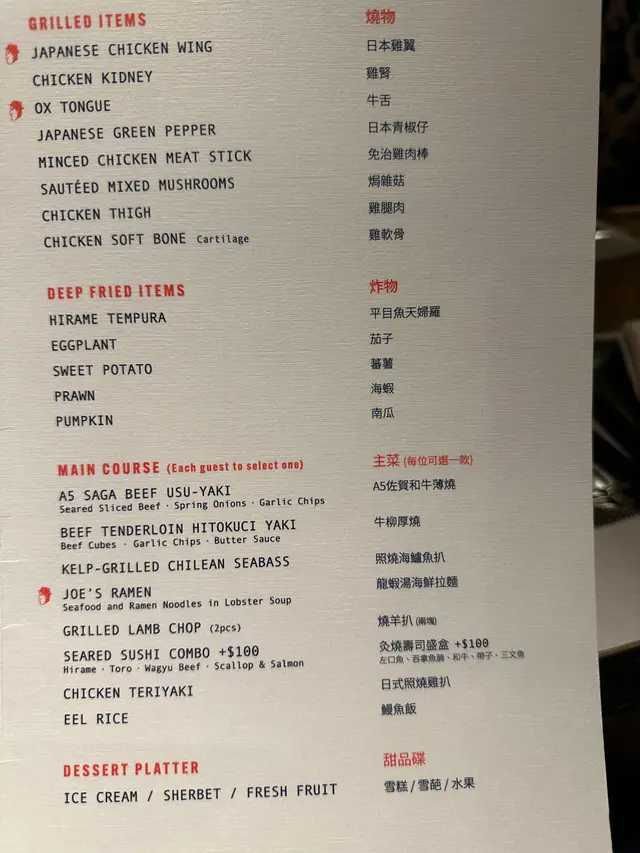 GRILLED ITEMS 燒物
JAPANESE CHICKEN WING 日本雞翼
CHICKEN KIDNEY 雞腎
OX TONGUE 牛舌
JAPANESE GREEN PEPPER 日本青椒仔
MINCED CHICKEN MEAT STICK 免治雞肉棒
SAUTÉED MIXED MUSHROOMS 焗雜菇
CHICKEN THIGH 雞腿肉
CHICKEN SOFT BONE Cartilage 雞軟骨
DEEP FRIED ITEMS 炸物
HIRAME TEMPURA 平目魚天婦羅
EGGPLANT 茄子
SWEET POTATO 蕃薯
PRAWN 海蝦
PUMPKIN 南瓜
MAIN COURSE (Each guest to select one) 主菜 (每位可選一款)
A5 SAGA BEEF USU-YAKI A5佐賀和牛薄燒
Seared Sliced Beef · Spring Onions · Garlic Chips
BEEF TENDERLOIN HITOKUCI YAKI 牛柳厚燒
Beef Cubes · Garlic Chips · Butter Sauce
KELP-GRILLED CHILEAN SEABASS 照燒海鱸魚扒
JOE'S RAMEN 龍蝦湯海鮮拉麵
Seafood and Ramen Noodles in Lobster Soup
GRILLED LAMB CHOP (2pcs) 燒羊扒 (兩塊)
SEARED SUSHI COMBO +$100 灸燒壽司盛盒 +$100
Hirame · Toro · Wagyu Beef · Scallop & Salmon 左口魚、吞拿魚腩、和牛、帶子、三文魚
CHICKEN TERIYAKI 日式照燒雞扒
EEL RICE 鰻魚飯
DESSERT PLATTER 甜品碟
ICE CREAM / SHERBET / FRESH FRUIT 雪糕 / 雪葩 / 水果